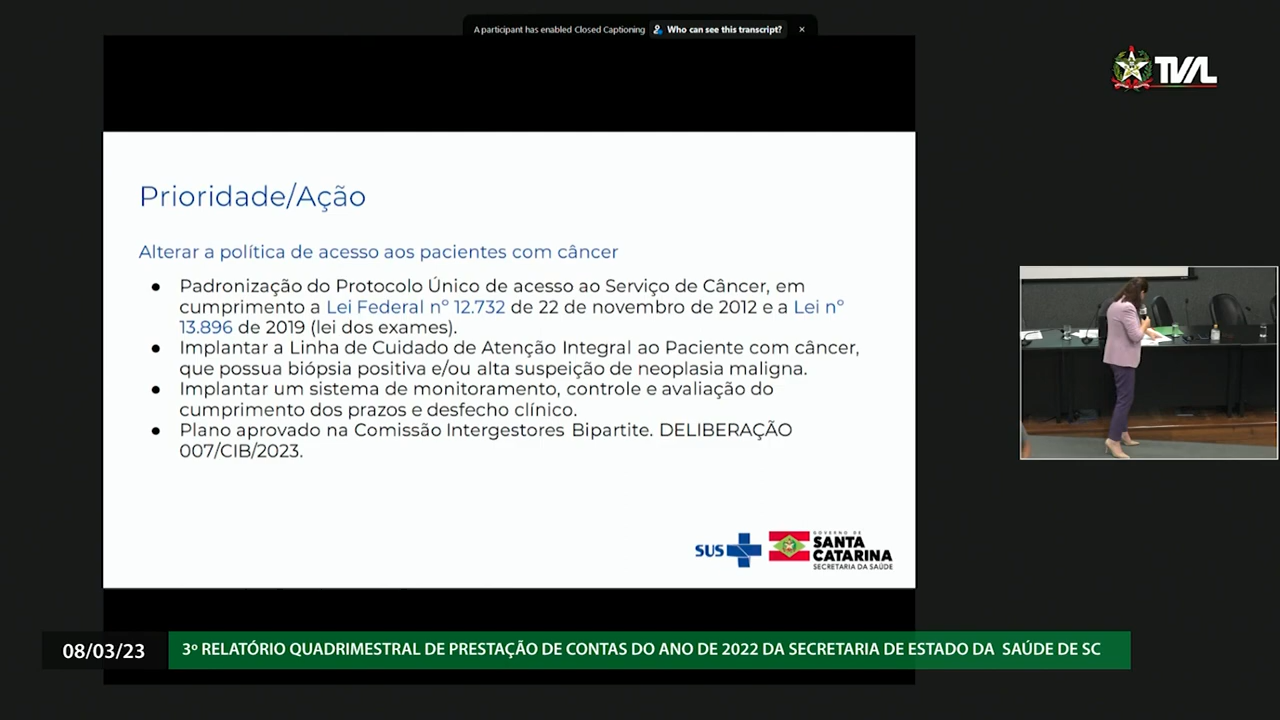 A participant has enabled Closed Captioning Who can see this transcript? ×
TVAL
Prioridade/Ação
Alterar a política de acesso aos pacientes com câncer
● Padronização do Protocolo Único de acesso ao Serviço de Câncer, em
cumprimento a Lei Federal nº 12.732 de 22 de novembro de 2012 e a Lei nº
13.896 de 2019 (lei dos exames).
● Implantar a Linha de Cuidado de Atenção Integral ao Paciente com câncer,
que possua biópsia positiva e/ou alta suspeição de neoplasia maligna.
● Implantar um sistema de monitoramento, controle e avaliação do
cumprimento dos prazos e desfecho clínico.
● Plano aprovado na Comissão Intergestores Bipartite. DELIBERAÇÃO
007/CIB/2023.
SUS
GOVERNO DE
SANTA
CATARINA
SECRETARIA DA SAÚDE
08/03/23
3º RELATÓRIO QUADRIMESTRAL DE PRESTAÇÃO DE CONTAS DO ANO DE 2022 DA SECRETARIA DE ESTADO DA SAÚDE DE SC